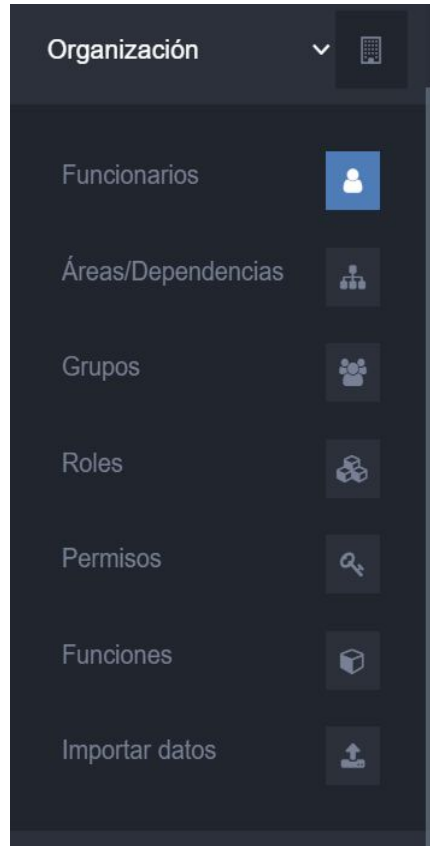 Organización
Funcionarios
Áreas/Dependencias
Grupos
Roles
Permisos
Funciones
Importar datos